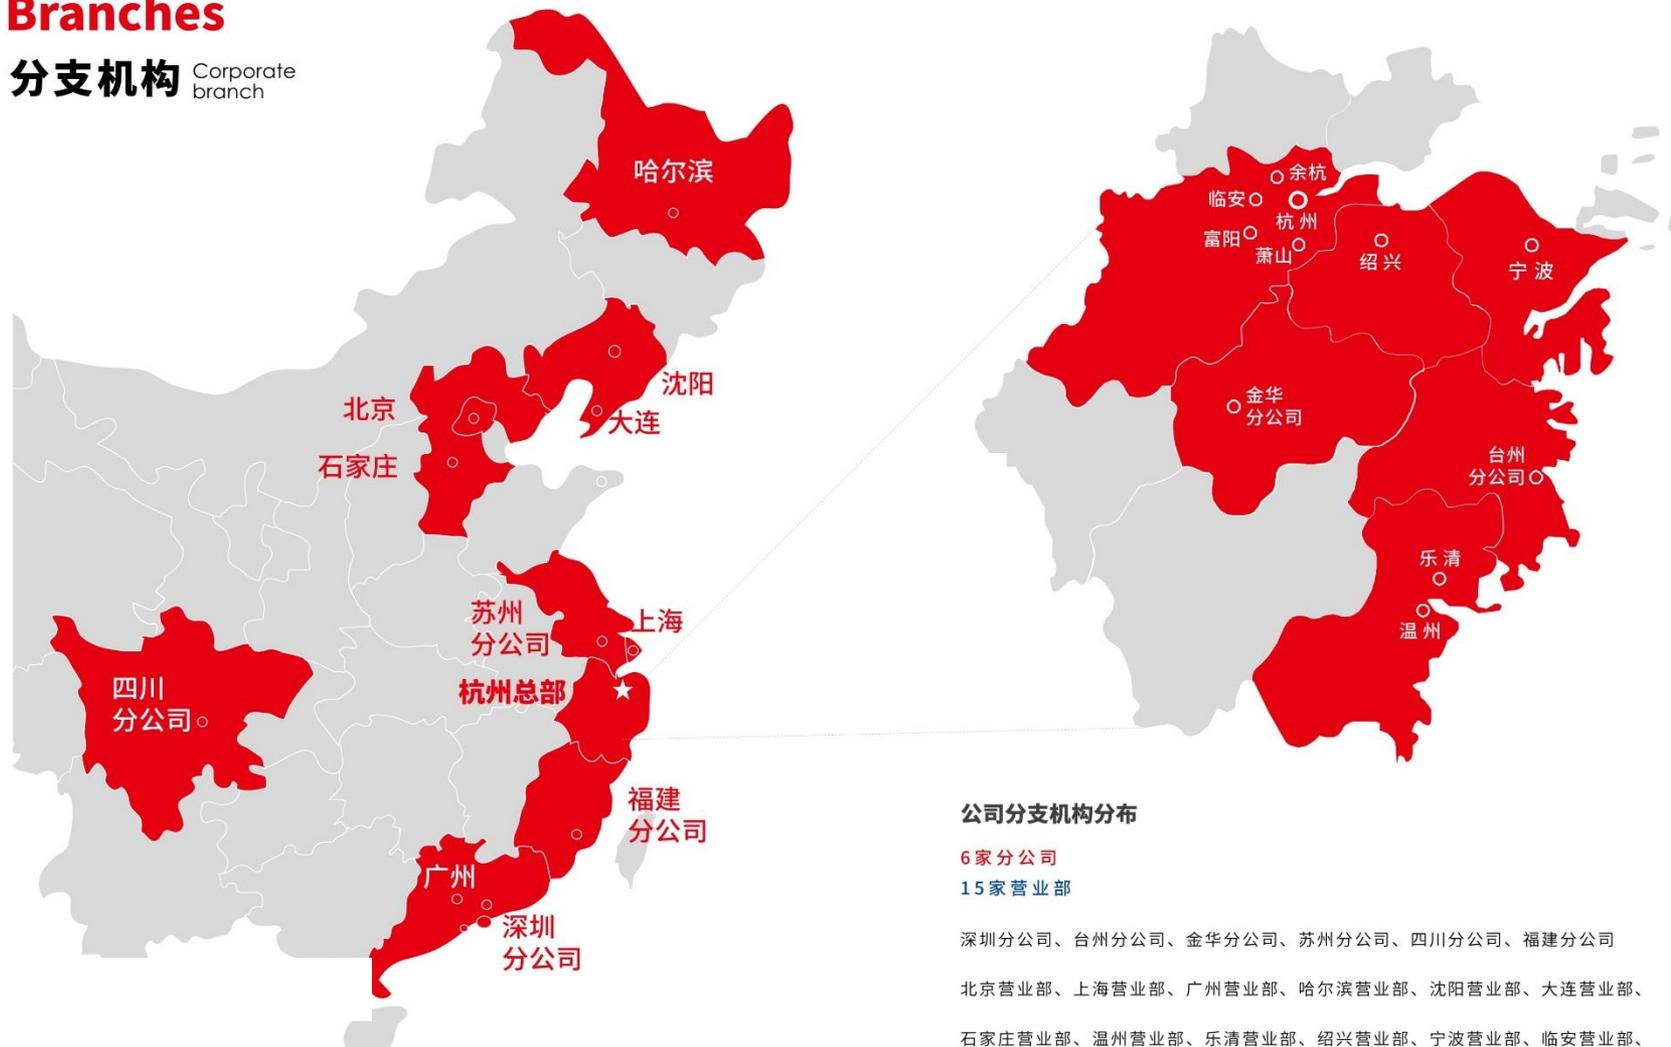 Branches
分支机构 Corporate
branch
哈尔滨
沈阳
大连
北京
石家庄
苏州
分公司
上海
杭州总部
四川
分公司
福建
分公司
广州
深圳
分公司
余杭
临安
杭州
富阳
萧山
绍兴
宁波
金华
分公司
台州
分公司
乐清
温州
公司分支机构分布
6家分公司
15家营业部
深圳分公司、台州分公司、金华分公司、苏州分公司、四川分公司、福建分公司
北京营业部、上海营业部、广州营业部、哈尔滨营业部、沈阳营业部、大连营业部、
石家庄营业部、温州营业部、乐清营业部、绍兴营业部、宁波营业部、临安营业部、